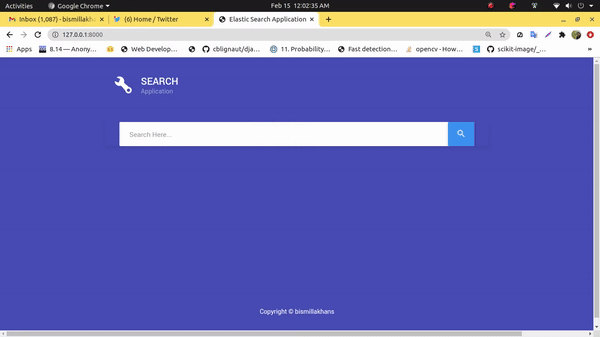 Activities Google Chrome Feb 15 12:02:35 AM
Inbox (1,087) - bismillakha (6) Home / Twitter Elastic Search Application
127.0.0.1:8000
Apps 8.14 — Anony... Web Develop... cblignaut/dja... 11. Probability... Fast detection... opencv - How... scikit-image/_...
SEARCH
Application
Search Here...
Copyright © bismillakhans